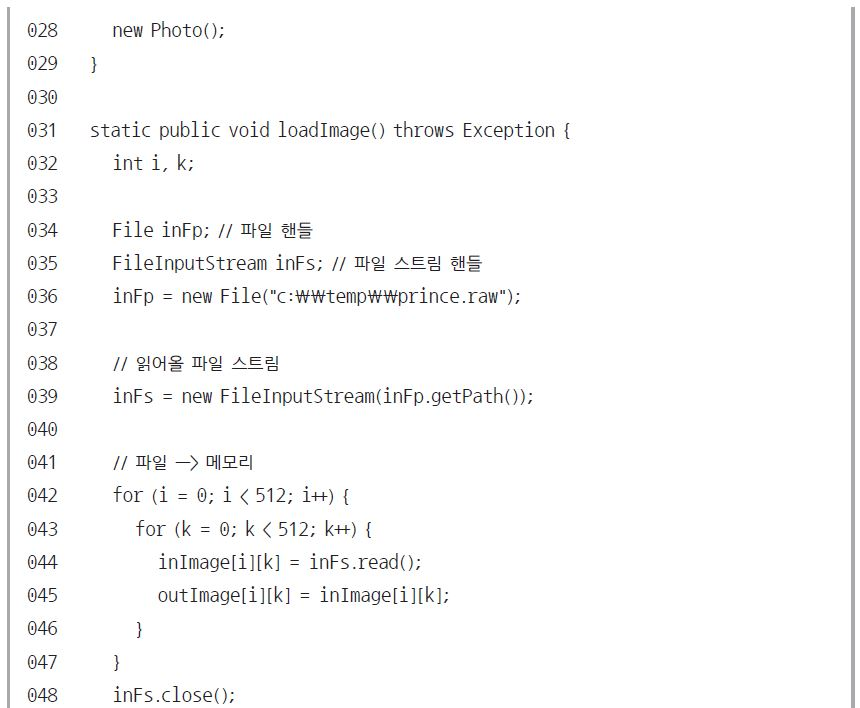 028 new Photo();
029 }
030
031 static public void loadImage() throws Exception {
032 int i, k;
033
034 File inFp; // 파일 핸들
035 FileInputStream inFs; // 파일 스트림 핸들
036 inFp = new File("c:₩₩temp₩₩prince.raw");
037
038 // 읽어올 파일 스트림
039 inFs = new FileInputStream(inFp.getPath());
040
041 // 파일 —> 메모리
042 for (i = 0; i < 512; i++) {
043 for (k = 0; k < 512; k++) {
044 inImage[i][k] = inFs.read();
045 outImage[i][k] = inImage[i][k];
046 }
047 }
048 inFs.close();